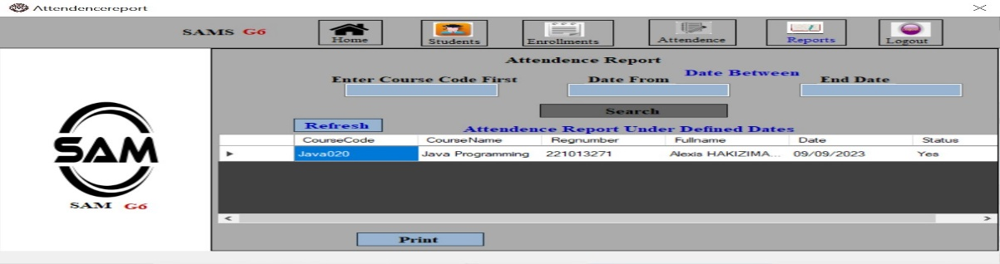 Attendencereport
SAMS G6 Home Students Enrollments Attendence Reports Logout
Attendence Report
Date Between
Enter Course Code First Date From End Date
Search
Refresh
Attendence Report Under Defined Dates
CourseCode CourseName Regnumber Fullname Date Status
Java020 Java Programming 221013271 Alexis HAKIZIMA... 09/09/2023 Yes
SAM
SAM G6
Print